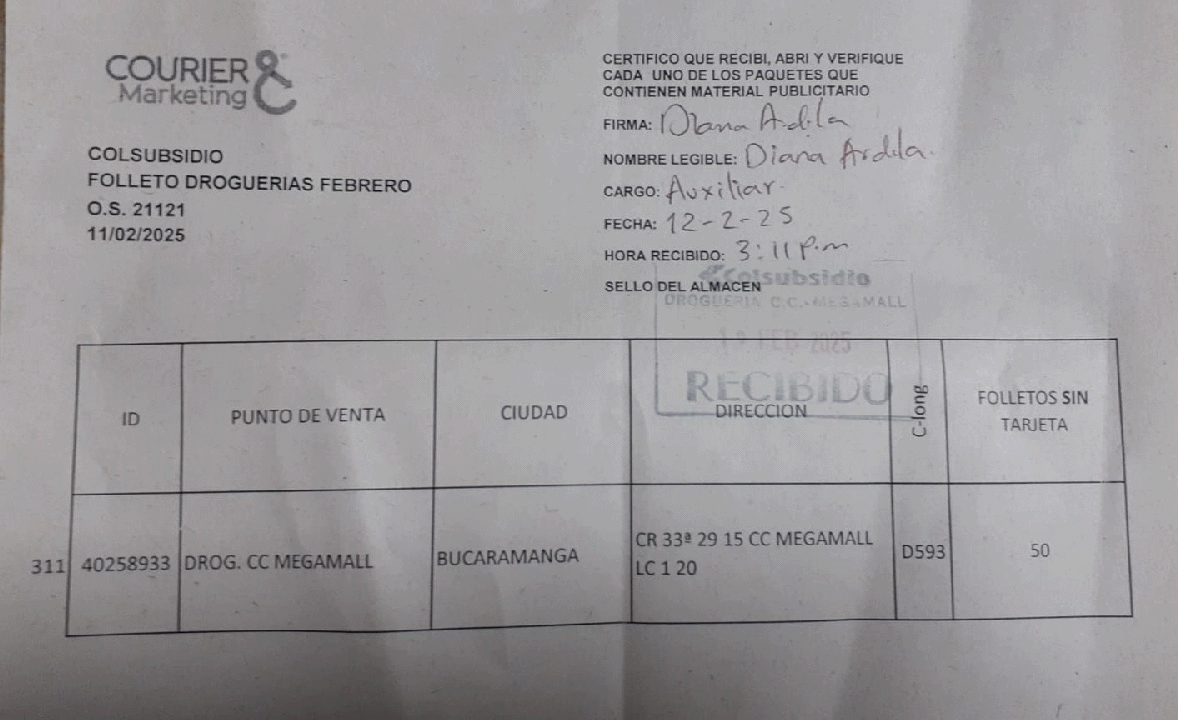 COURIER &
Marketing
COLSUBSIDIO
FOLLETO DROGUERIAS FEBRERO
O.S. 21121
11/02/2025
CERTIFICO QUE RECIBI, ABRI Y VERIFIQUE
CADA UNO DE LOS PAQUETES QUE
CONTIENEN MATERIAL PUBLICITARIO
FIRMA: Diana Ardila
NOMBRE LEGIBLE: Diana Ardila.
CARGO: Auxiliar.
FECHA: 12-2-25
HORA RECIBIDO: 3:11 P.m
SELLO DEL ALMACEN
Colsubsidio
DROGUERIA C.C. MEGAMALL
FEB 2025
RECIBIDO
ID PUNTO DE VENTA CIUDAD DIRECCION C-long FOLLETOS SIN
TARJETA
311 40258933 DROG. CC MEGAMALL BUCARAMANGA CR 33ª 29 15 CC MEGAMALL D593 50
LC 1 20